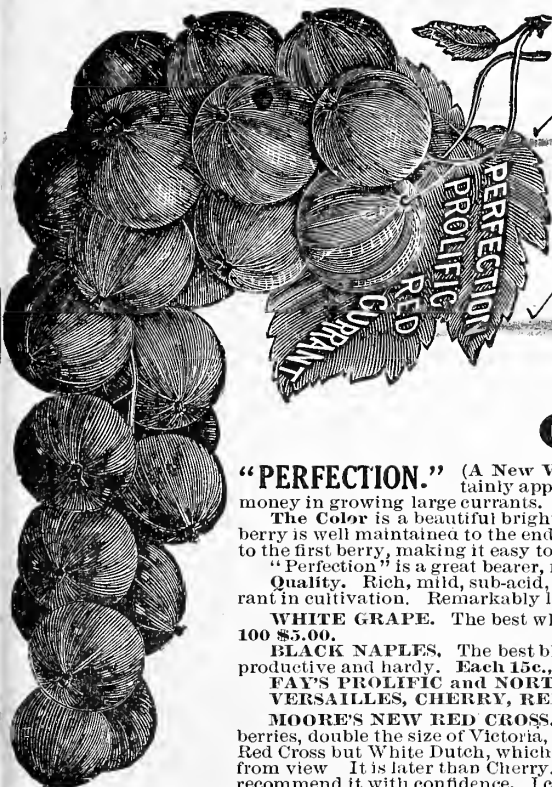 PERFECTION
PROLIFIC
RED
CURRANT
"PERFECTION." (A New
tainly app
money in growing large currants.
The Color is a beautiful bright
berry is well maintained to the end
to the first berry, making it easy to
"Perfection" is a great bearer,
Quality. Rich, mild, sub-acid,
rant in cultivation. Remarkably
WHITE GRAPE. The best
100 $5.00.
BLACK NAPLES. The best
productive and hardy. Each 15c.,
FAY'S PROLIFIC and NORT
VERSAILLES, CHERRY, RE
MOORE'S NEW RED CROSS.
berries, double the size of Victoria,
Red Cross but White Dutch, which
from view It is later than Cherry.
recommend it with confidence.